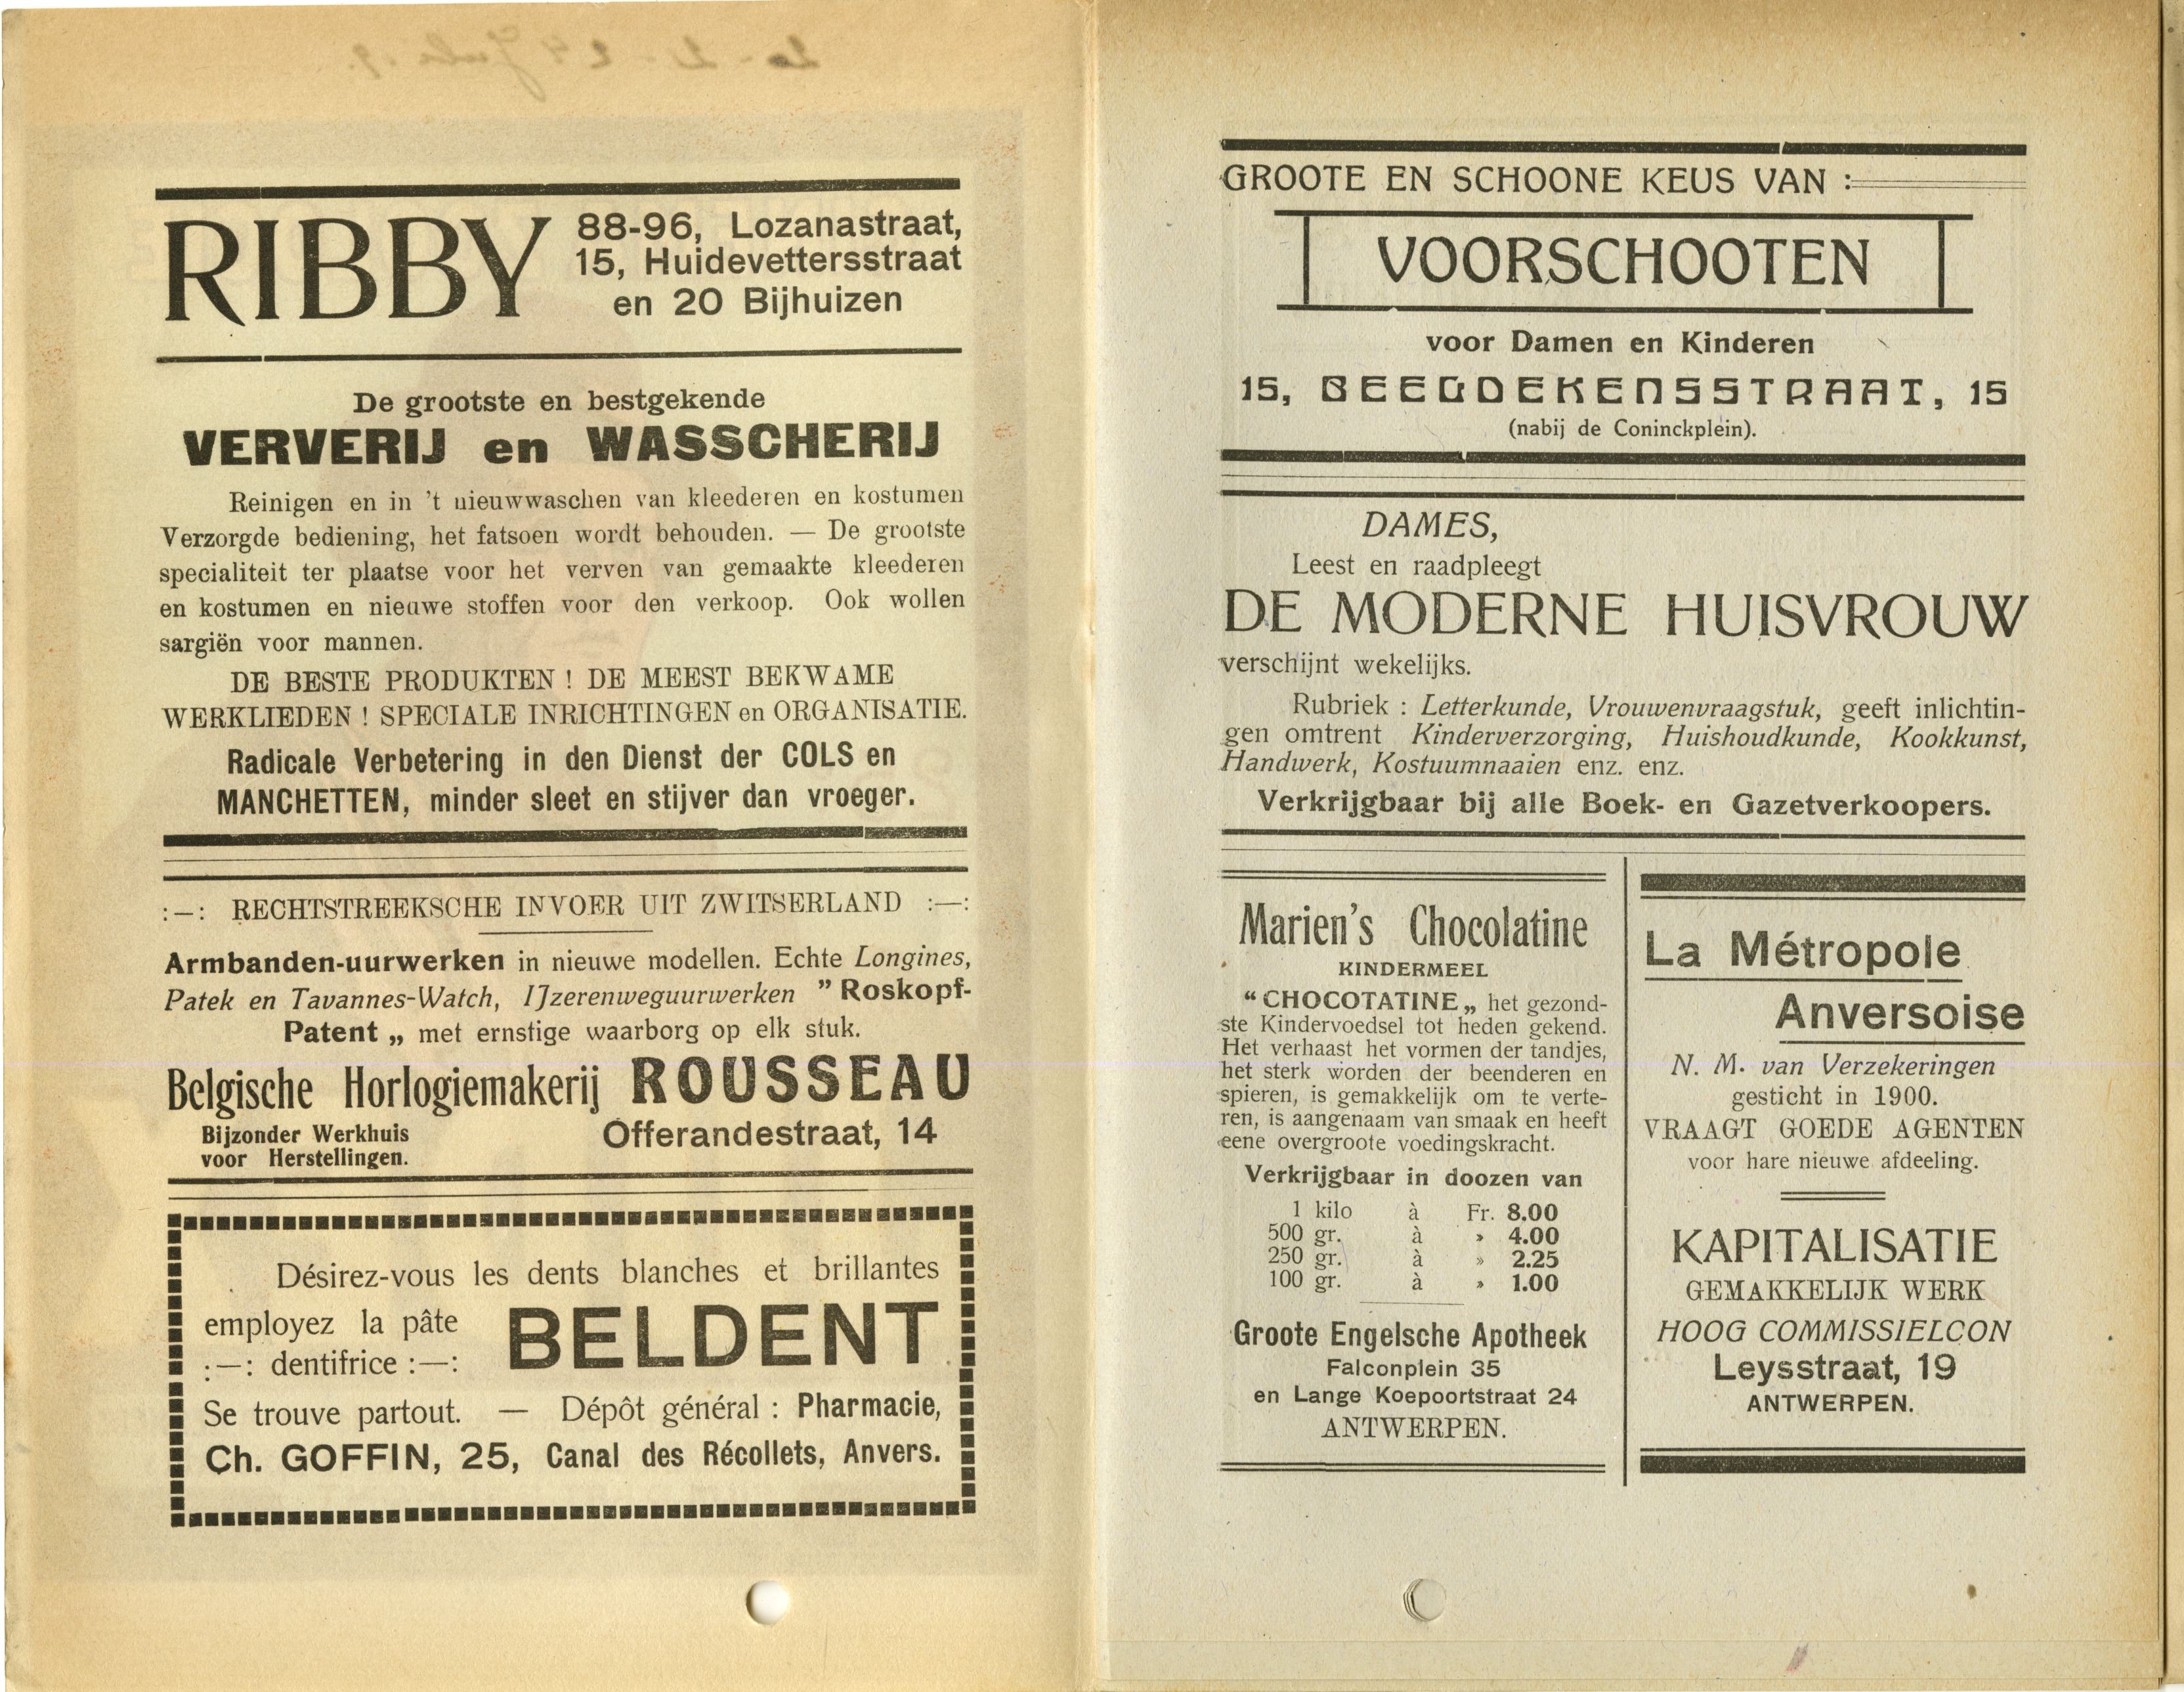 RIBBY
88-96, Lozanastraat,
15, Huidevettersstraat
en 20 Bijhuizen
De grootste en bestgekende
VERVERIJ en WASSCHERIJ
Reinigen en in 't nieuwwaschen van kleederen en kostumen
Verzorgde bediening, het fatsoen wordt behouden. — De grootste
specialiteit ter plaatse voor het verven van gemaakte kleederen
en kostumen en nieuwe stoffen voor den verkoop. Ook wollen
sargiën voor mannen.
DE BESTE PRODUKTEN ! DE MEEST BEKWAME
WERKLIEDEN ! SPECIALE INRICHTINGEN en ORGANISATIE.
Radicale Verbetering in den Dienst der COLS en
MANCHETTEN, minder sleet en stijver dan vroeger.
:—: RECHTSTREEKSCHE INVOER UIT ZWITSERLAND :—:
Armbanden-uurwerken in nieuwe modellen. Echte Longines,
Patek en Tavannes-Watch, IJzerenweguurwerken " Roskopf-
Patent „ met ernstige waarborg op elk stuk.
Belgische Horlogiemakerij ROUSSEAU
Bijzonder Werkhuis
voor Herstellingen.
Offerandestraat, 14
Désirez-vous les dents blanches et brillantes
employez la pâte
:—: dentifrice :—:
BELDENT
Se trouve partout. — Dépôt général : Pharmacie,
Ch. GOFFIN, 25, Canal des Récollets, Anvers.
GROOTE EN SCHOONE KEUS VAN :
VOORSCHOOTEN
voor Damen en Kinderen
15, BEEGDEKENSSTRAAT, 15
(nabij de Coninckplein).
DAMES,
Leest en raadpleegt
DE MODERNE HUISVROUW
verschijnt wekelijks.
Rubriek : Letterkunde, Vrouwenvraagstuk, geeft inlichtin-
gen omtrent Kinderverzorging, Huishoudkunde, Kookkunst,
Handwerk, Kostuumnaaien enz. enz.
Verkrijgbaar bij alle Boek- en Gazetverkoopers.
Marien's Chocolatine
KINDERMEEL
“ CHOCOTATINE „ het gezond-
ste Kindervoedsel tot heden gekend.
Het verhaast het vormen der tandjes,
het sterk worden der beenderen en
spieren, is gemakkelijk om te verte-
ren, is aangenaam van smaak en heeft
eene overgroote voedingskracht.
Verkrijgbaar in doozen van
1 kilo à Fr. 8.00
500 gr. à » 4.00
250 gr. à » 2.25
100 gr. à » 1.00
Groote Engelsche Apotheek
Falconplein 35
en Lange Koepoortstraat 24
ANTWERPEN.
La Métropole
Anversoise
N. M. van Verzekeringen
gesticht in 1900.
VRAAGT GOEDE AGENTEN
voor hare nieuwe afdeeling.
KAPITALISATIE
GEMAKKELIJK WERK
HOOG COMMISSIELCON
Leysstraat, 19
ANTWERPEN.